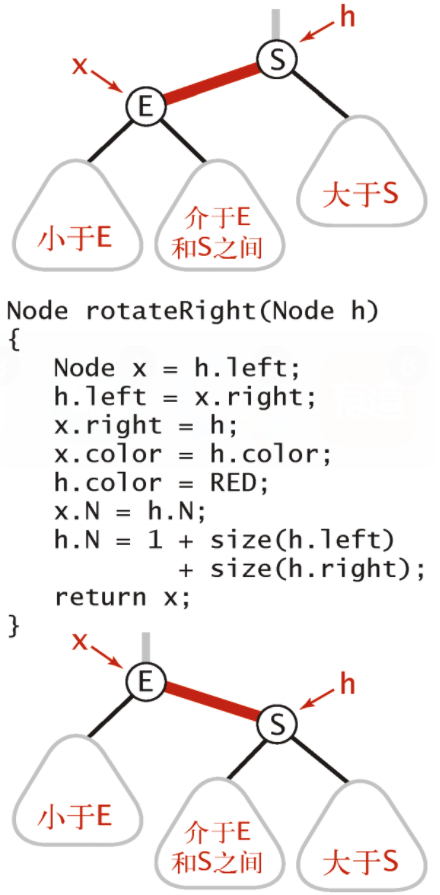 h
S
x
E
小于E
介于E
和S之间
大于S
Node rotateRight(Node h)
{
   Node x = h.left;
   h.left = x.right;
   x.right = h;
   x.color = h.color;
   h.color = RED;
   x.N = h.N;
   h.N = 1 + size(h.left)
           + size(h.right);
   return x;
}
x
E
h
S
小于E
介于E
和S之间
大于S